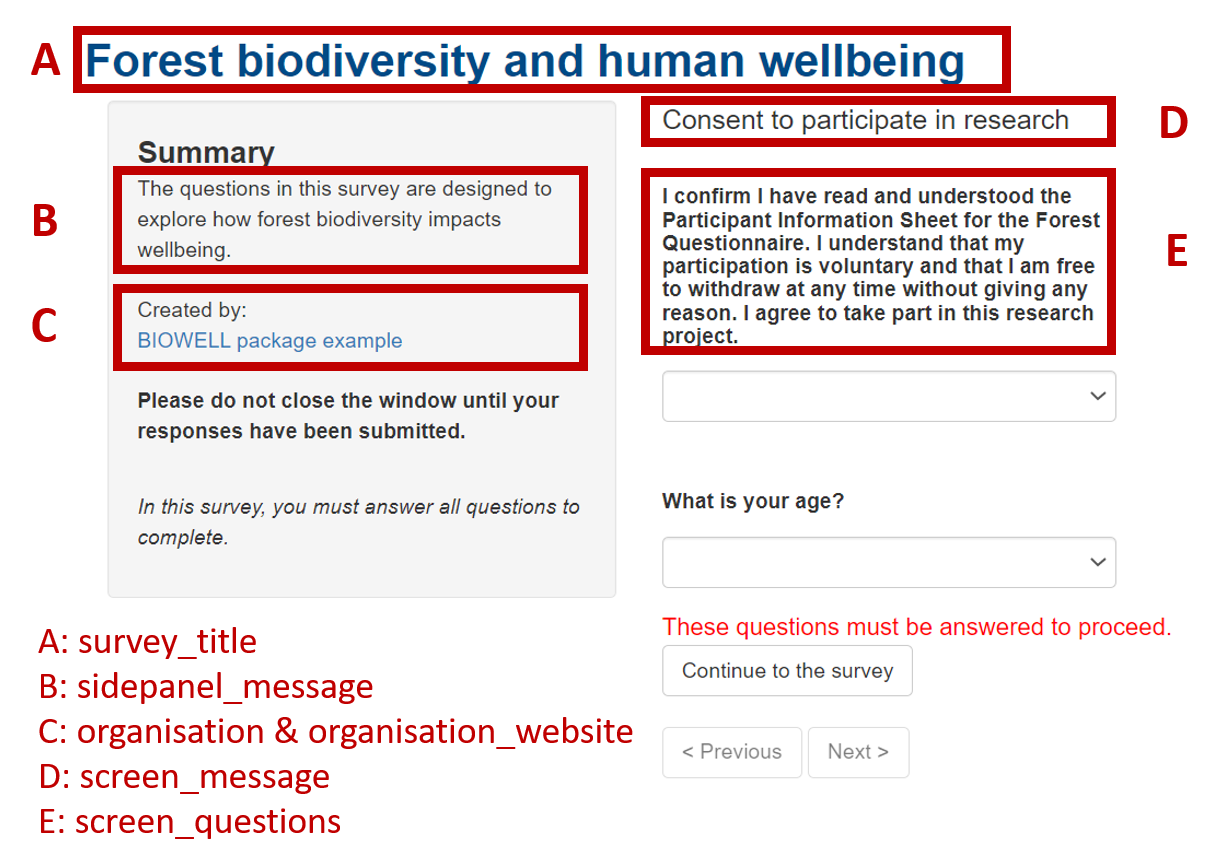 A
Forest biodiversity and human wellbeing
Summary
B
The questions in this survey are designed to
explore how forest biodiversity impacts
wellbeing.
C
Created by:
BIOWELL package example
Please do not close the window until your
responses have been submitted.
In this survey, you must answer all questions to
complete.
Consent to participate in research
D
I confirm I have read and understood the
Participant Information Sheet for the Forest
Questionnaire. I understand that my
participation is voluntary and that I am free
to withdraw at any time without giving any
reason. I agree to take part in this research
project.
E
What is your age?
These questions must be answered to proceed.
Continue to the survey
< Previous
Next >
A: survey_title
B: sidepanel_message
C: organisation & organisation_website
D: screen_message
E: screen_questions